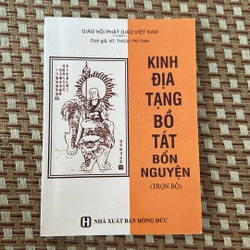 GIÁO HỘI PHẬT GIÁO VIỆT NAM
Dịch giả: HT. THÍCH TRÍ TỊNH
KINH
ĐỊA
TẠNG
BỒ
TÁT
BỔN
NGUYỆN
(TRỌN BỘ)
NHÀ XUẤT BẢN HỒNG ĐỨC